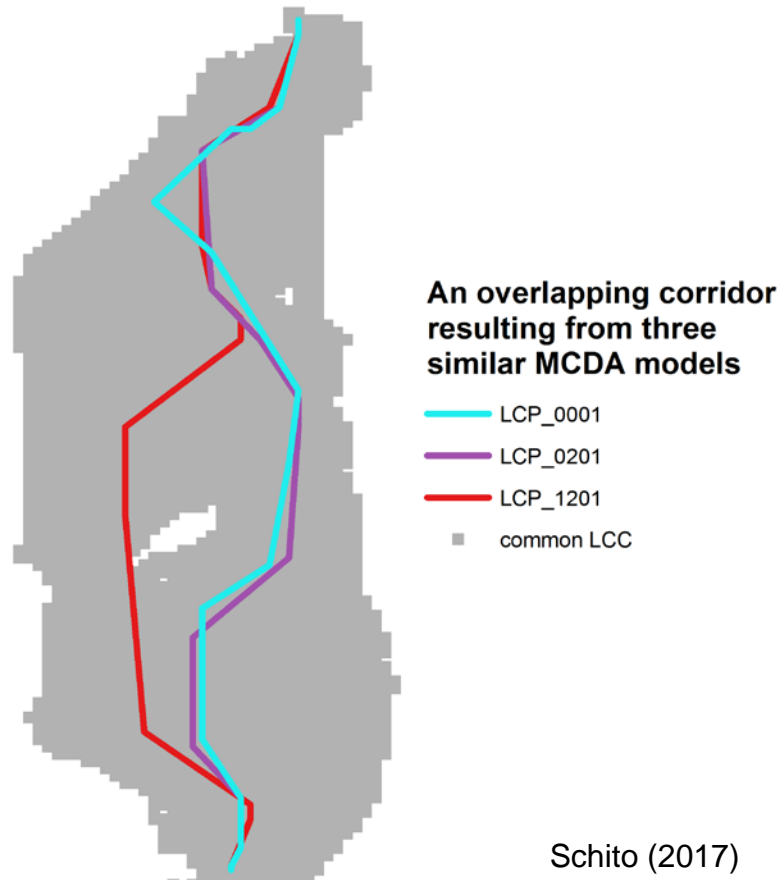 An overlapping corridor
resulting from three
similar MCDA models
LCP_0001
LCP_0201
LCP_1201
common LCC
Schito (2017)